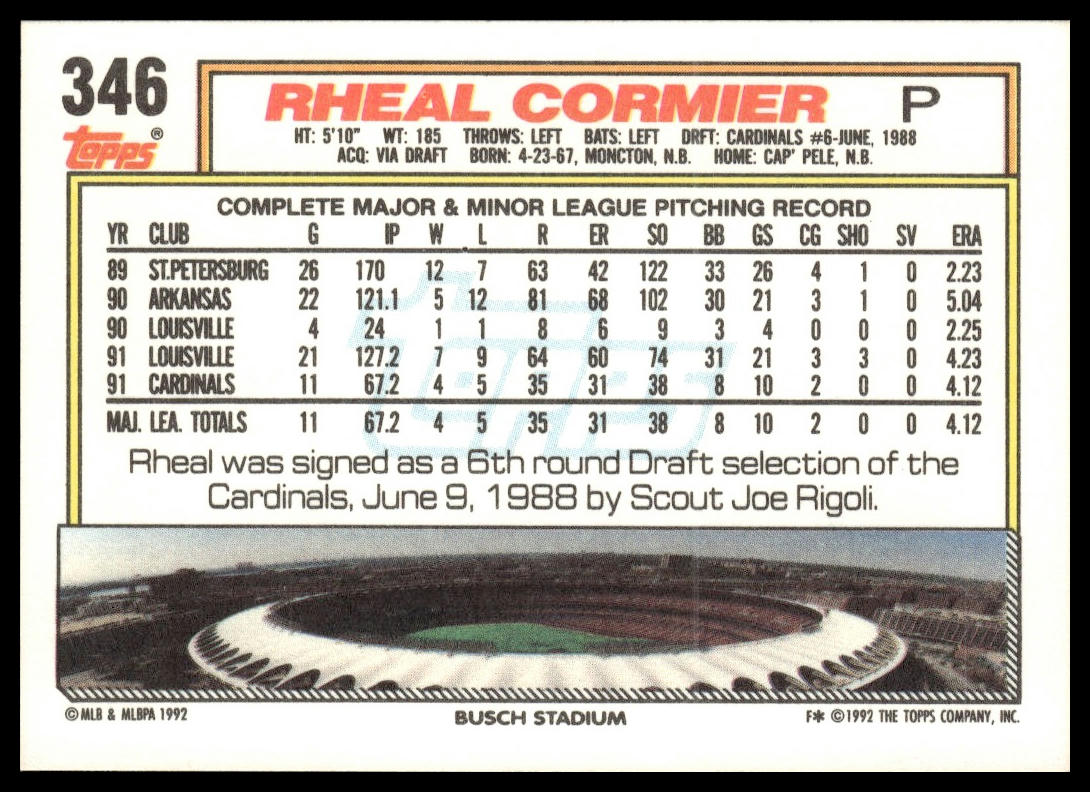 346
Topps®
RHEAL CORMIER P
HT: 5'10" WT: 185 THROWS: LEFT BATS: LEFT DRFT: CARDINALS #6-JUNE, 1988
ACQ: VIA DRAFT BORN: 4-23-67, MONCTON, N.B. HOME: CAP' PELE, N.B.
COMPLETE MAJOR & MINOR LEAGUE PITCHING RECORD
YR CLUB G IP W L R ER SO BB GS CG SHO SV ERA
89 ST.PETERSBURG 26 170 12 7 63 42 122 33 26 4 1 0 2.23
90 ARKANSAS 22 121.1 5 12 81 68 102 30 21 3 1 0 5.04
90 LOUISVILLE 4 24 1 1 8 6 9 3 4 0 0 0 2.25
91 LOUISVILLE 21 127.2 7 9 64 60 74 31 21 3 3 0 4.23
91 CARDINALS 11 67.2 4 5 35 31 38 8 10 2 0 0 4.12
MAJ. LEA. TOTALS 11 67.2 4 5 35 31 38 8 10 2 0 0 4.12
Topps
Rheal was signed as a 6th round Draft selection of the
Cardinals, June 9, 1988 by Scout Joe Rigoli.
© MLB & MLBPA 1992 BUSCH STADIUM F* © 1992 THE TOPPS COMPANY, INC.